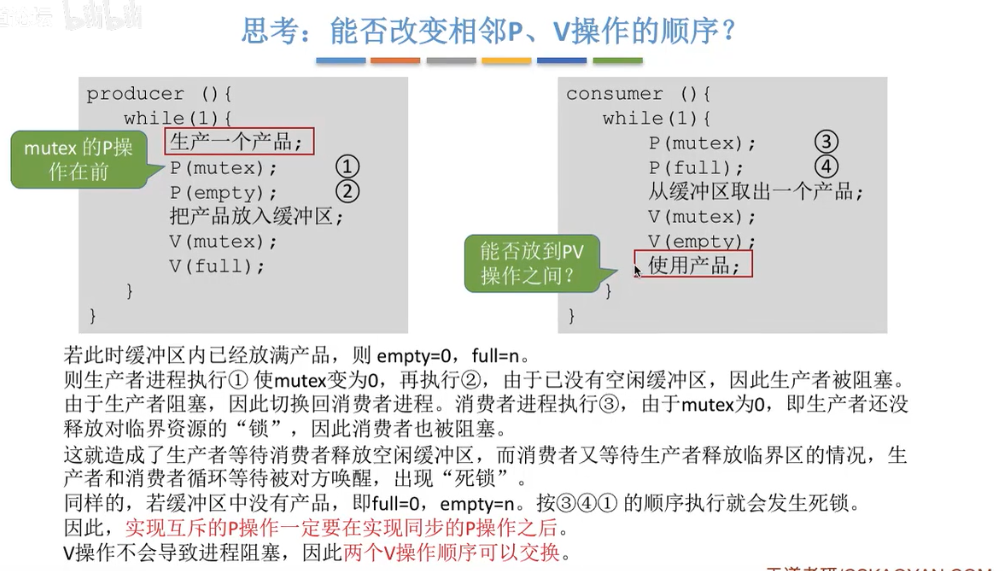 bilibili
思考：能否改变相邻P、V操作的顺序？
producer (){
while(1){
生产一个产品;
P(mutex); ①
P(empty); ②
把产品放入缓冲区;
V(mutex);
V(full);
}
}
mutex 的P操
作在前
consumer (){
while(1){
P(mutex); ③
P(full); ④
从缓冲区取出一个产品;
V(mutex);
V(empty);
使用产品;
}
}
能否放到PV
操作之间？
若此时缓冲区内已经放满产品，则 empty=0，full=n。
则生产者进程执行① 使mutex变为0，再执行②，由于已没有空闲缓冲区，因此生产者被阻塞。
由于生产者阻塞，因此切换回消费者进程。消费者进程执行③，由于mutex为0，即生产者还没
释放对临界资源的“锁”，因此消费者也被阻塞。
这就造成了生产者等待消费者释放空闲缓冲区，而消费者又等待生产者释放临界区的情况，生
产者和消费者循环等待被对方唤醒，出现“死锁”。
同样的，若缓冲区中没有产品，即full=0，empty=n。按③④① 的顺序执行就会发生死锁。
因此，实现互斥的P操作一定要在实现同步的P操作之后。
V操作不会导致进程阻塞，因此两个V操作顺序可以交换。